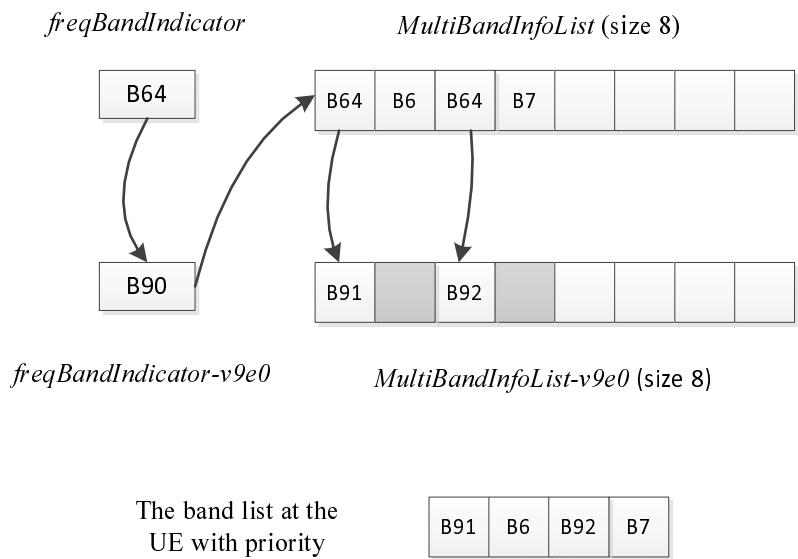 freqBandIndicator
MultiBandInfoList (size 8)
B64
B64 B6 B64 B7
B90
B91 B92
freqBandIndicator-v9e0
MultiBandInfoList-v9e0 (size 8)
The band list at the
UE with priority
B91 B6 B92 B7